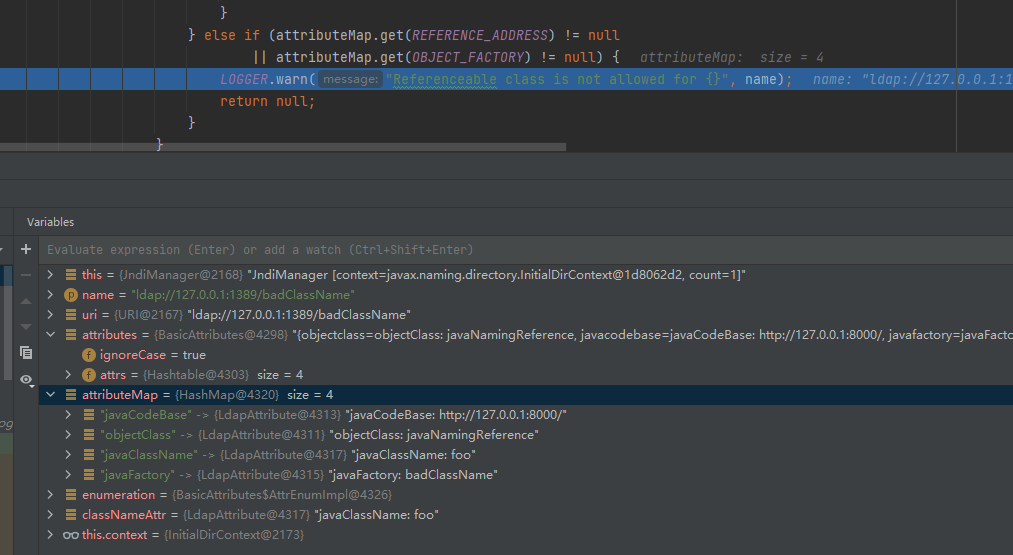 }
} else if (attributeMap.get(REFERENCE_ADDRESS) != null
|| attributeMap.get(OBJECT_FACTORY) != null) { attributeMap: size = 4
LOGGER.warn( message: "Referenceable class is not allowed for {}", name); name: "ldap://127.0.0.1:1
return null;
}
}
Variables
Evaluate expression (Enter) or add a watch (Ctrl+Shift+Enter)
this = {JndiManager@2168} "JndiManager [context=javax.naming.directory.InitialDirContext@1d8062d2, count=1]"
p name = "ldap://127.0.0.1:1389/badClassName"
uri = {URI@2167} "ldap://127.0.0.1:1389/badClassName"
attributes = {BasicAttributes@4298} "{objectclass=objectClass: javaNamingReference, javacodebase=javaCodeBase: http://127.0.0.1:8000/, javafactory=javaFacto
f ignoreCase = true
f attrs = {Hashtable@4303} size = 4
attributeMap = {HashMap@4320} size = 4
"javaCodeBase" -> {LdapAttribute@4313} "javaCodeBase: http://127.0.0.1:8000/"
"objectClass" -> {LdapAttribute@4311} "objectClass: javaNamingReference"
"javaClassName" -> {LdapAttribute@4317} "javaClassName: foo"
"javaFactory" -> {LdapAttribute@4315} "javaFactory: badClassName"
enumeration = {BasicAttributes$AttrEnumImpl@4326}
classNameAttr = {LdapAttribute@4317} "javaClassName: foo"
this.context = {InitialDirContext@2173}